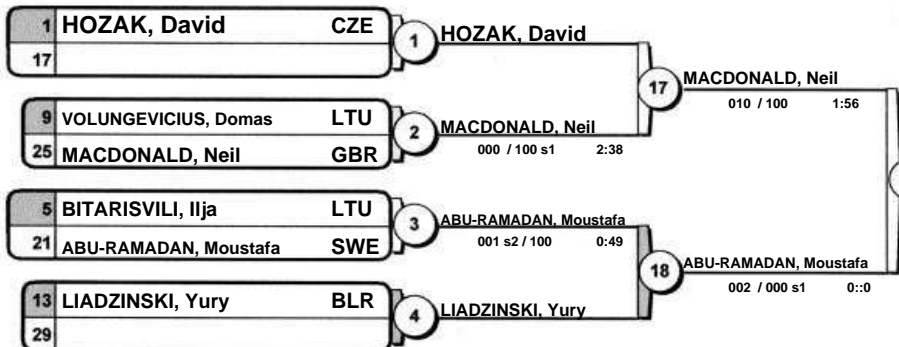 1 HOZAK, David CZE
17
1
HOZAK, David
9 VOLUNGEVICIUS, Domas LTU
25 MACDONALD, Neil GBR
2
MACDONALD, Neil
000 / 100 s1 2:38
17
MACDONALD, Neil
010 / 100 1:56
5 BITARISVILI, Ilja LTU
21 ABU-RAMADAN, Moustafa SWE
3
ABU-RAMADAN, Moustafa
001 s2 / 100 0:49
13 LIADZINSKI, Yury BLR
29
4
LIADZINSKI, Yury
18
ABU-RAMADAN, Moustafa
002 / 000 s1 0::0